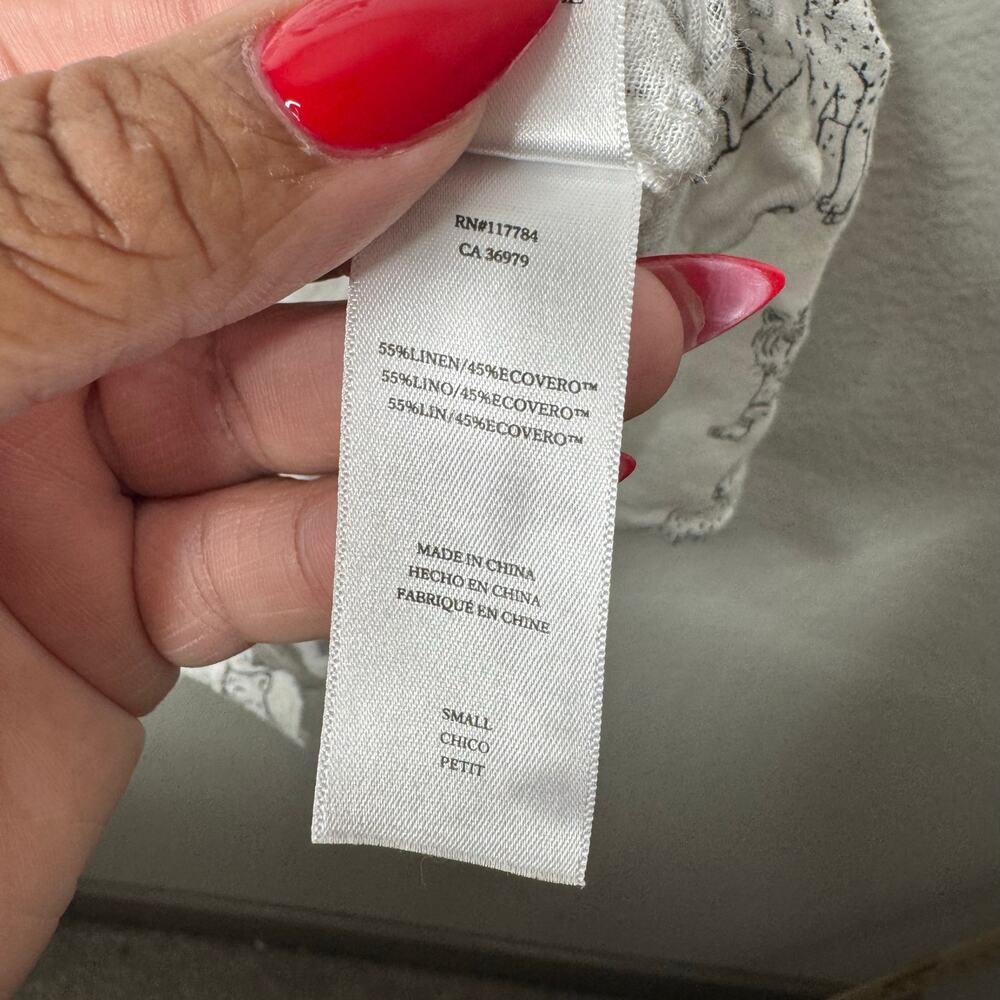 RN#117784
CA 36979
55%LINEN/45%ECOVERO™
55%LINO/45%ECOVERO™
55%LIN/45%ECOVERO™
MADE IN CHINA
HECHO EN CHINA
FABRIQUÉ EN CHINE
SMALL
CHICO
PETIT